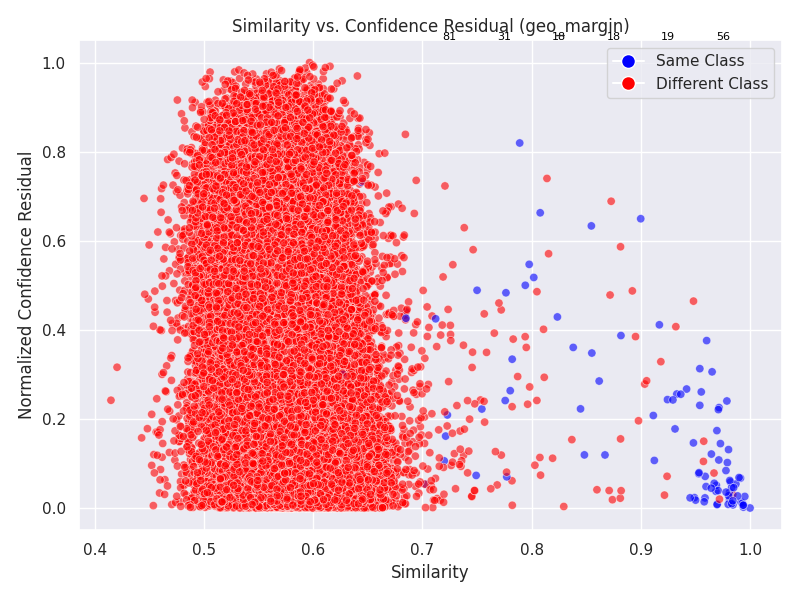 Similarity vs. Confidence Residual (geo_margin)
81 31 18 18 19 56
Same Class
Different Class
Normalized Confidence Residual
1.0
0.8
0.6
0.4
0.2
0.0
0.4 0.5 0.6 0.7 0.8 0.9 1.0
Similarity